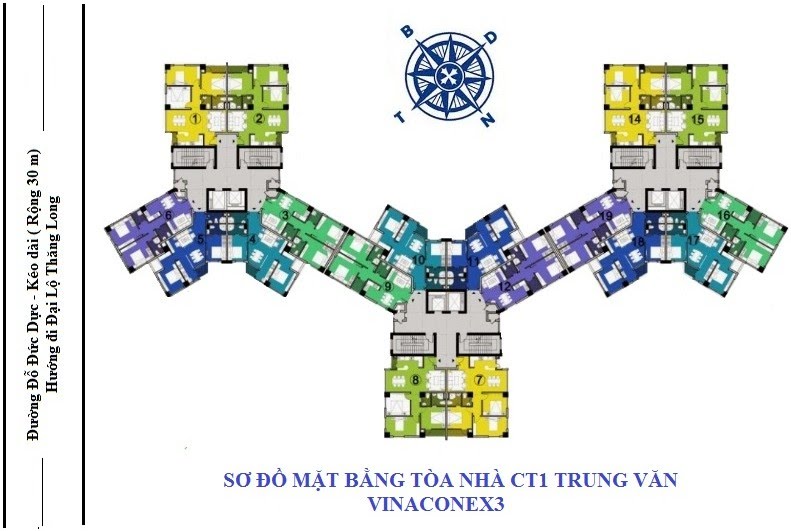 Đường Đỗ Đức Dục - Kéo dài ( Rộng 30 m)
Hướng đi Đại Lộ Thăng Long
B
D
T
N
1
2
14
15
6
5
4
3
9
10
11
12
19
18
17
16
8
7
SƠ ĐỒ MẶT BẰNG TÒA NHÀ CT1 TRUNG VĂN
VINACONEX3